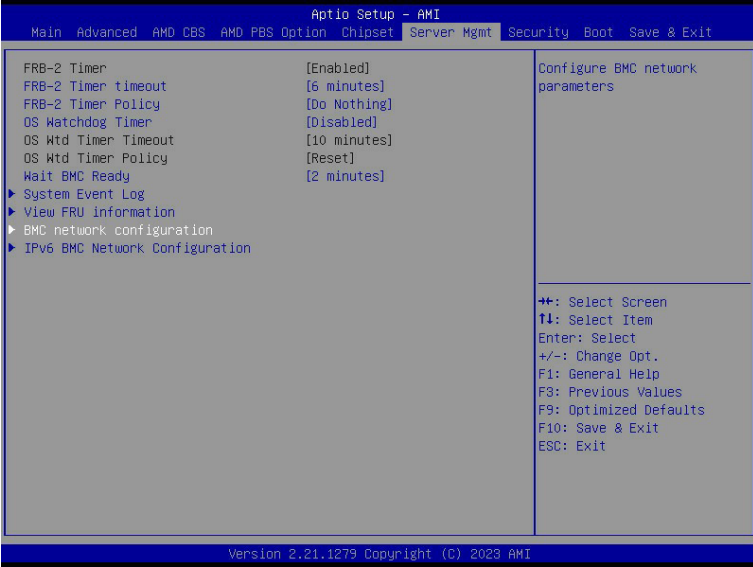 Aptio Setup – AMI
Main Advanced AMD CBS AMD PBS Option Chipset Server Mgmt Security Boot Save & Exit
FRB-2 Timer [Enabled]
FRB-2 Timer timeout [6 minutes]
FRB-2 Timer Policy [Do Nothing]
OS Watchdog Timer [Disabled]
OS Wtd Timer Timeout [10 minutes]
OS Wtd Timer Policy [Reset]
Wait BMC Ready [2 minutes]
System Event Log
View FRU information
BMC network configuration
IPv6 BMC Network Configuration
Configure BMC network
parameters
→←: Select Screen
↑↓: Select Item
Enter: Select
+/-: Change Opt.
F1: General Help
F3: Previous Values
F9: Optimized Defaults
F10: Save & Exit
ESC: Exit
Version 2.21.1279 Copyright (C) 2023 AMI